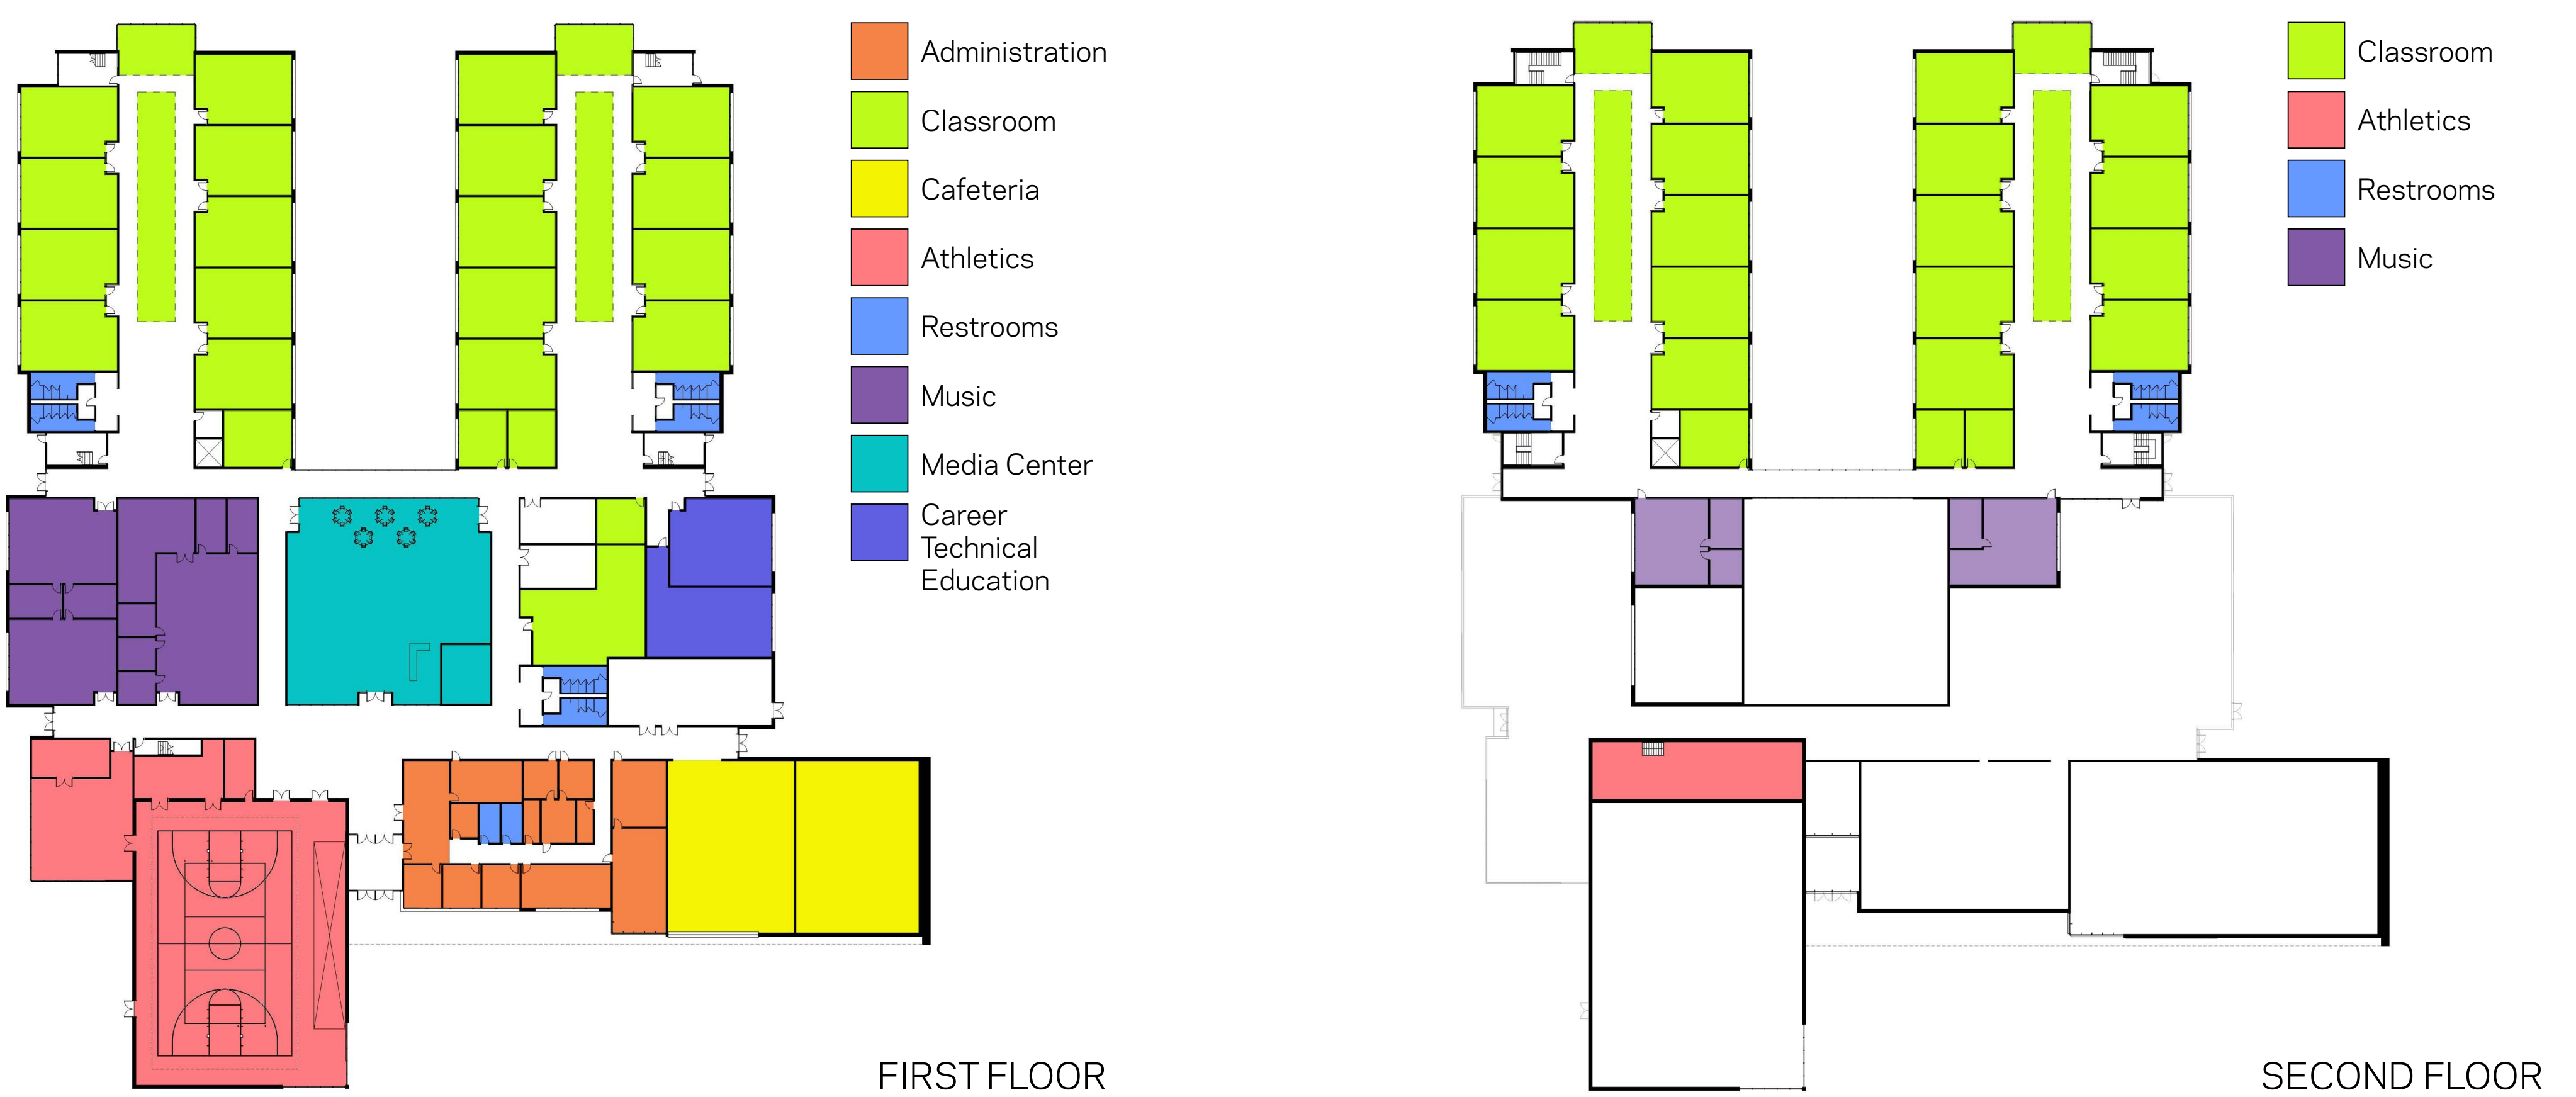 Administration
Classroom
Cafeteria
Athletics
Restrooms
Music
Media Center
Career
Technical
Education
FIRST FLOOR
Classroom
Athletics
Restrooms
Music
SECOND FLOOR